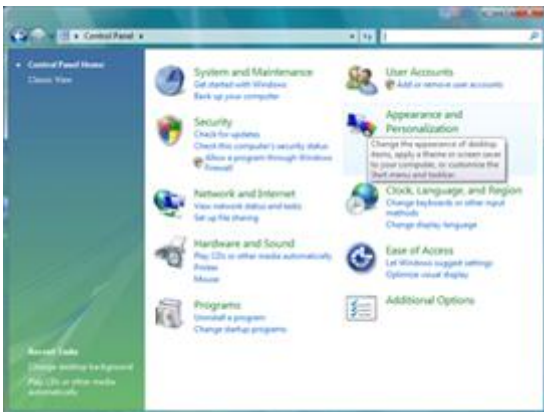 Control Panel
Control Panel Home
Classic View
System and Maintenance
Get started with Windows
Back up your computer
Security
Check for updates
Check this computer's security status
Allow a program through Windows
Firewall
Network and Internet
View network status and tasks
Set up file sharing
Hardware and Sound
Play CDs or other media automatically
Printer
Mouse
Programs
Uninstall a program
Change startup programs
User Accounts
Add or remove user accounts
Appearance and
Personalization
Change the appearance of desktop
items, apply a theme or screen saver
to your computer, or customize the
Start menu and taskbar.
Clock, Language, and Region
Change keyboards or other input
methods
Change display language
Ease of Access
Let Windows suggest settings
Optimize visual display
Additional Options
Recent Tasks
Change desktop background
Play CDs or other media
automatically